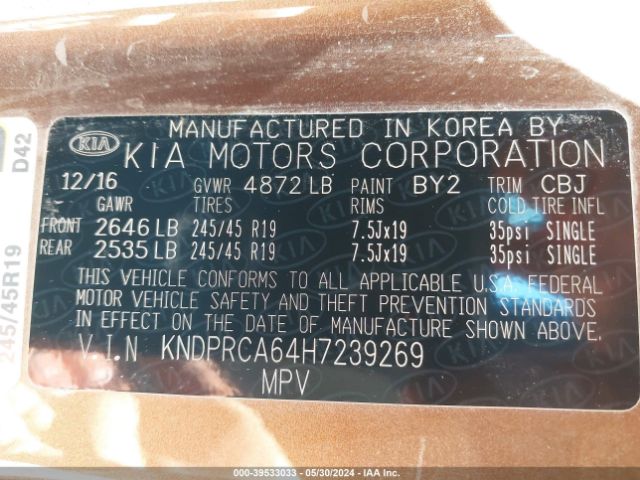 MANUFACTURED IN KOREA BY
KIA KIA MOTORS CORPORATION
12/16 GVWR 4872 LB PAINT BY2 TRIM CBJ
GAWR TIRES RIMS COLD TIRE INFL
FRONT 2646 LB 245/45 R19 7.5Jx19 35psi SINGLE
REAR 2535 LB 245/45 R19 7.5Jx19 35psi SINGLE
THIS VEHICLE CONFORMS TO ALL APPLICABLE U.S.A. FEDERAL
MOTOR VEHICLE SAFETY AND THEFT PREVENTION STANDARDS
IN EFFECT ON THE DATE OF MANUFACTURE SHOWN ABOVE.
V.I.N KNDPRCA64H7239269
MPV
D42
245/45R19
000-39533033 - 05/30/2024 - IAA Inc.